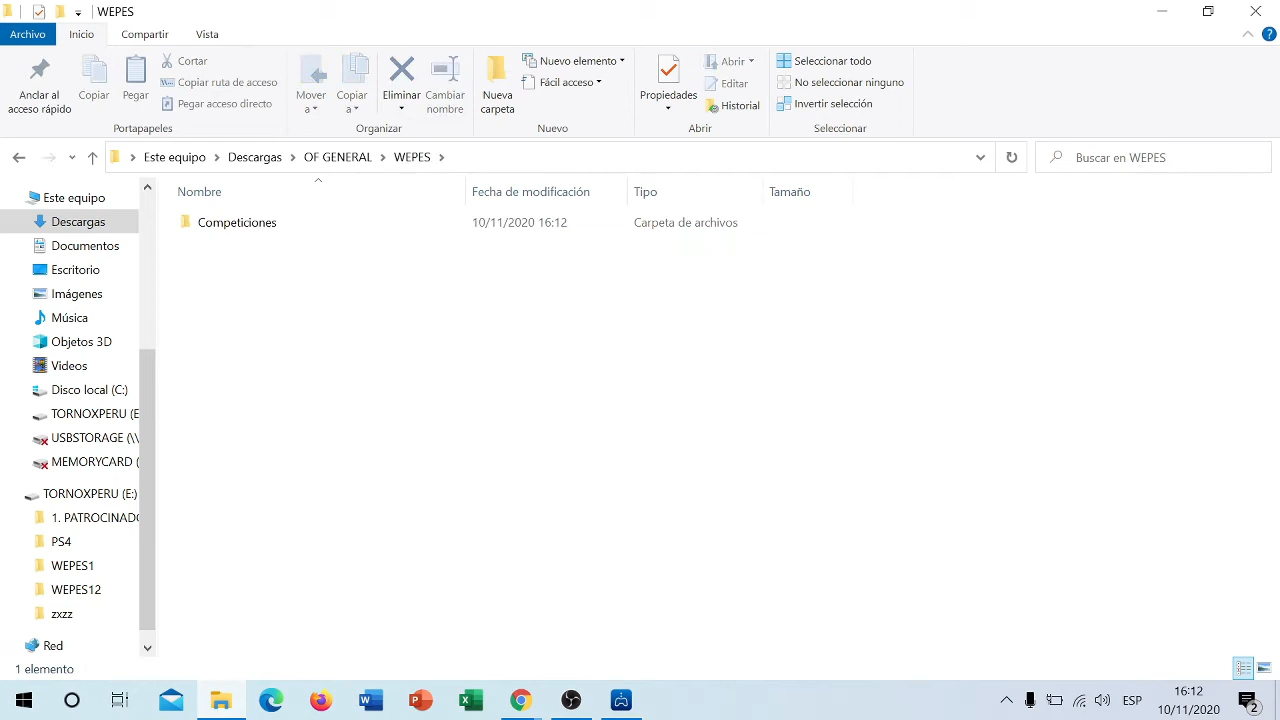 WEPES
Archivo Inicio Compartir Vista
Anclar al acceso rápido
Copiar
Pegar
Cortar
Copiar ruta de acceso
Pegar acceso directo
Portapapeles
Mover a
Copiar a
Eliminar
Cambiar nombre
Organizar
Nueva carpeta
Nuevo elemento
Fácil acceso
Nuevo
Propiedades
Abrir
Editar
Historial
Abrir
Seleccionar todo
No seleccionar ninguno
Invertir selección
Seleccionar
Este equipo > Descargas > OF GENERAL > WEPES >
Buscar en WEPES
Nombre Fecha de modificación Tipo Tamaño
Competiciones 10/11/2020 16:12 Carpeta de archivos
Este equipo
Descargas
Documentos
Escritorio
Imágenes
Música
Objetos 3D
Videos
Disco local (C:)
TORNOXPERU (E
USBSTORAGE (\\
MEMORYCARD (
TORNOXPERU (E:)
1. PATROCINAD
PS4
WEPES1
WEPES12
zxzz
Red
1 elemento
ESP
16:12
10/11/2020
2